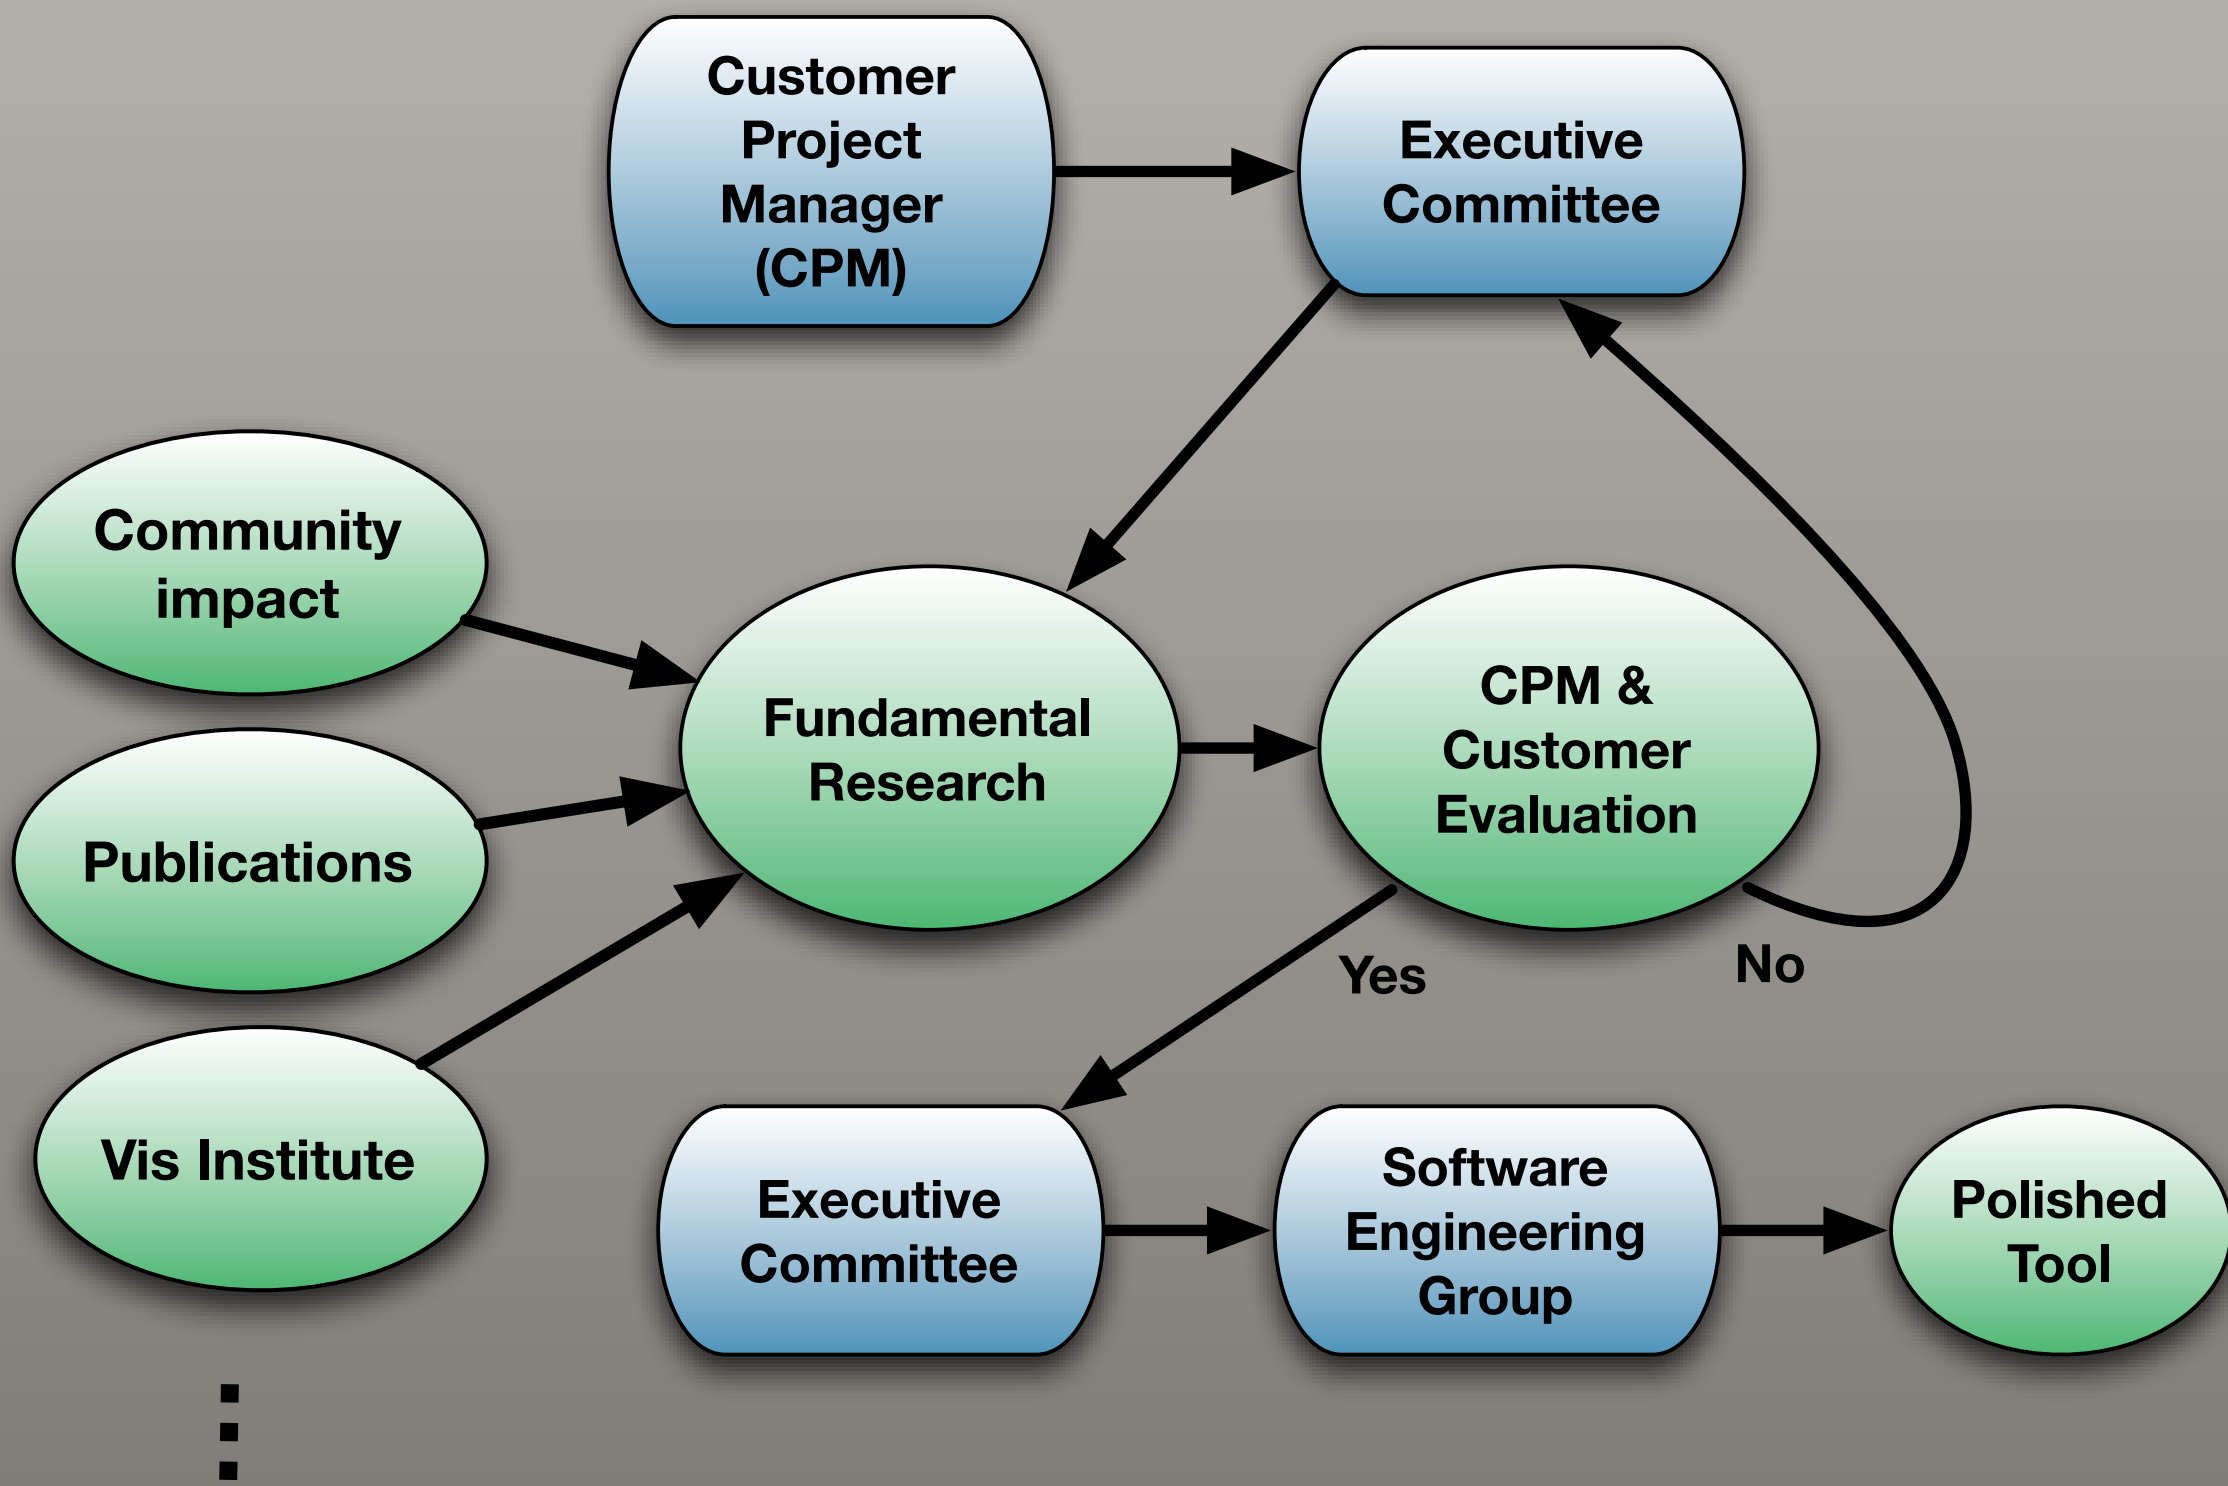 Customer
Project
Manager
(CPM)
Executive
Committee
Community
impact
Fundamental
Research
CPM &
Customer
Evaluation
Publications
Yes
No
Vis Institute
Executive
Committee
Software
Engineering
Group
Polished
Tool